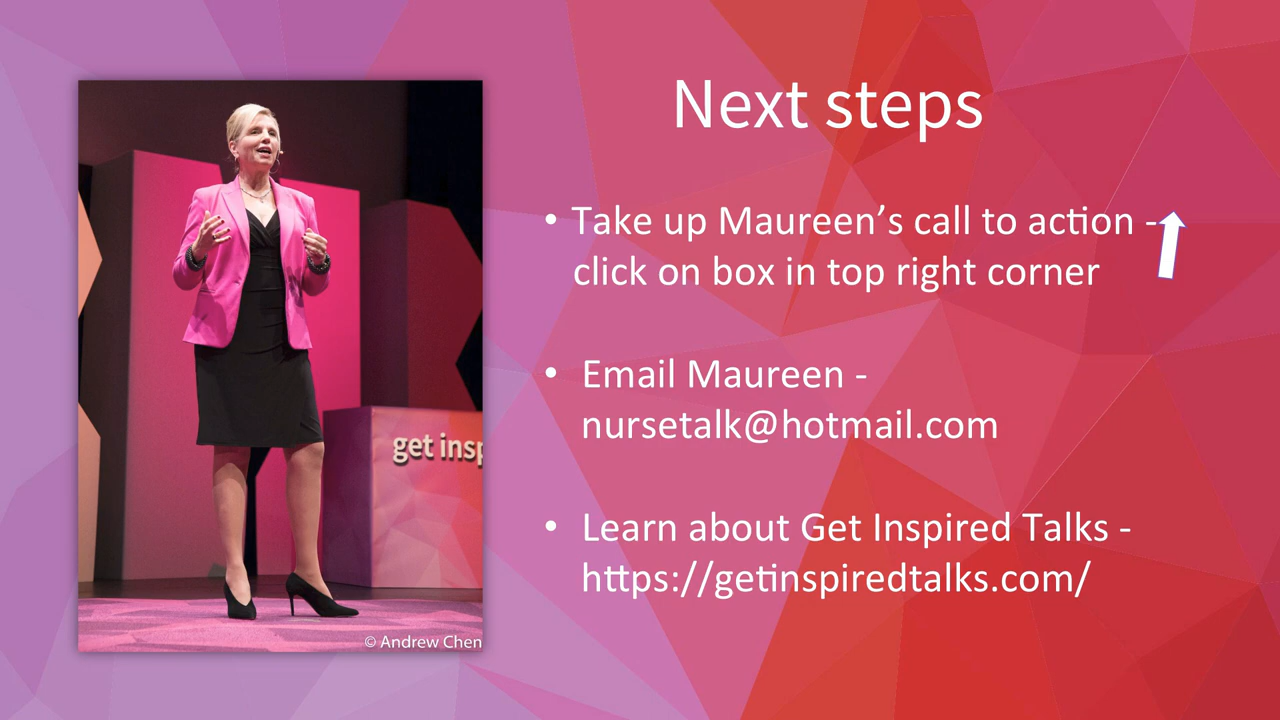 Next steps
• Take up Maureen’s call to action -
click on box in top right corner
• Email Maureen -
nursetalk@hotmail.com
• Learn about Get Inspired Talks -
https://getinspiredtalks.com/
get insp
© Andrew Chen